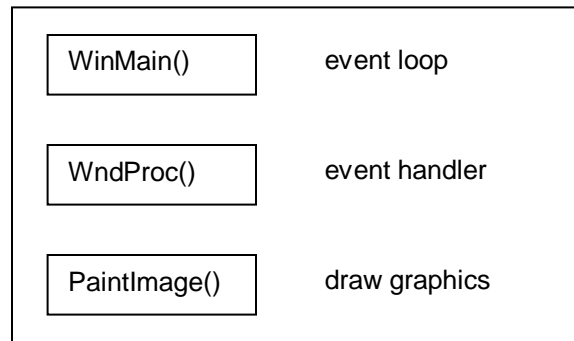 WinMain() event loop
WndProc() event handler
PaintImage() draw graphics